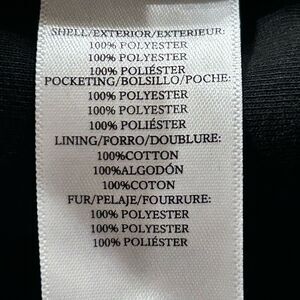 SHELL/EXTERIOR/EXTERIEUR:
100% POLYESTER
100% POLYESTER
100% POLIÉSTER
POCKETING/BOLSILLO/POCHE:
100% POLYESTER
100% POLYESTER
100% POLIÉSTER
LINING/FORRO/DOUBLURE:
100%COTTON
100%ALGODÓN
100%COTON
FUR/PELAJE/FOURRURE:
100% POLYESTER
100% POLYESTER
100% POLIÉSTER